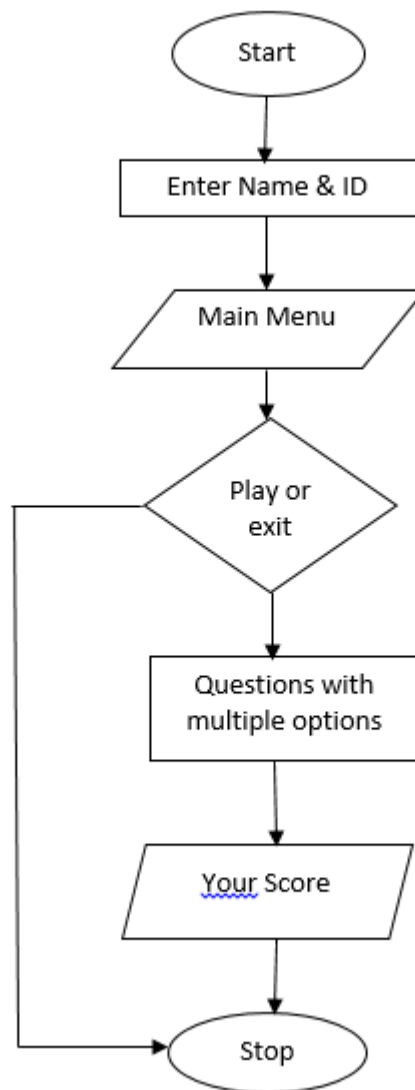 Start
Enter Name & ID
Main Menu
Play or
exit
Questions with
multiple options
Your Score
Stop